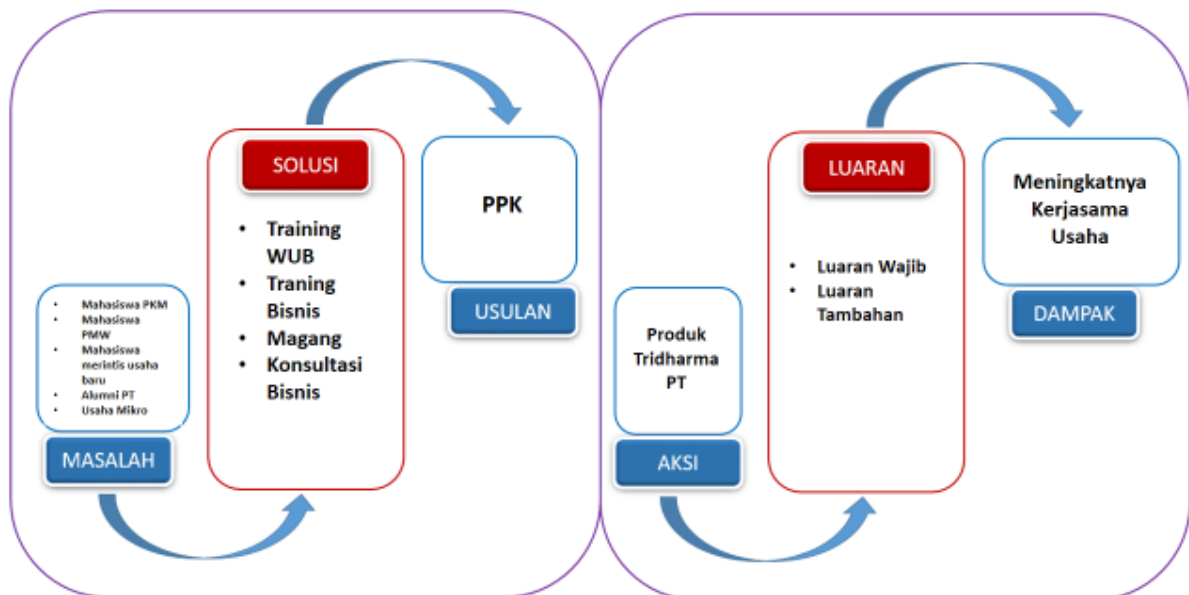 • Mahasiswa PKM
• Mahasiswa
PMW
• Mahasiswa
merintis usaha
baru
• Alumni PT
• Usaha Mikro
MASALAH
SOLUSI
• Training
WUB
• Traning
Bisnis
• Magang
• Konsultasi
Bisnis
PPK
USULAN
Produk
Tridharma
PT
AKSI
LUARAN
• Luaran Wajib
• Luaran
Tambahan
Meningkatnya
Kerjasama
Usaha
DAMPAK